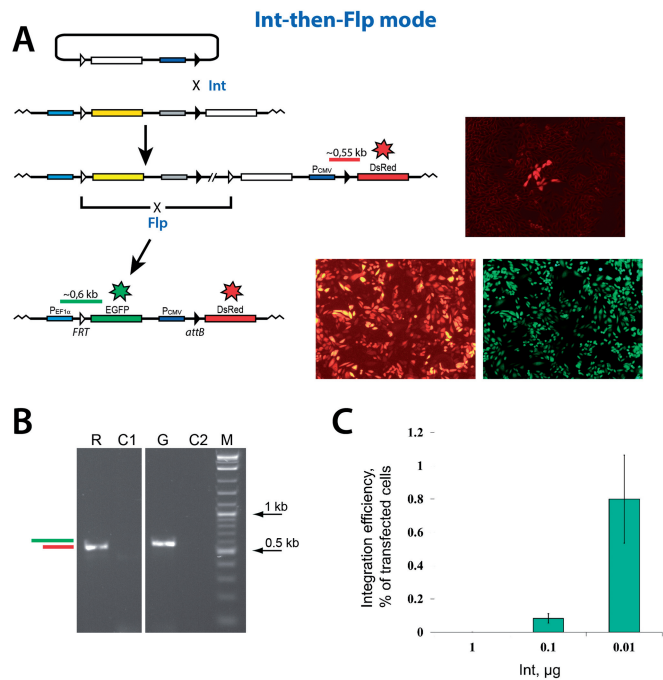 Int-then-Flp mode
A
X Int
~0,55 kb
PCMV
DsRed
X
Flp
~0,6 kb
PEF1α
EGFP
PCMV
DsRed
FRT
attB
B
R C1 G C2 M
1 kb
0.5 kb
C
Integration efficiency,
% of transfected cells
1.2
1
0.8
0.6
0.4
0.2
0
1 0.1 0.01
Int, µg